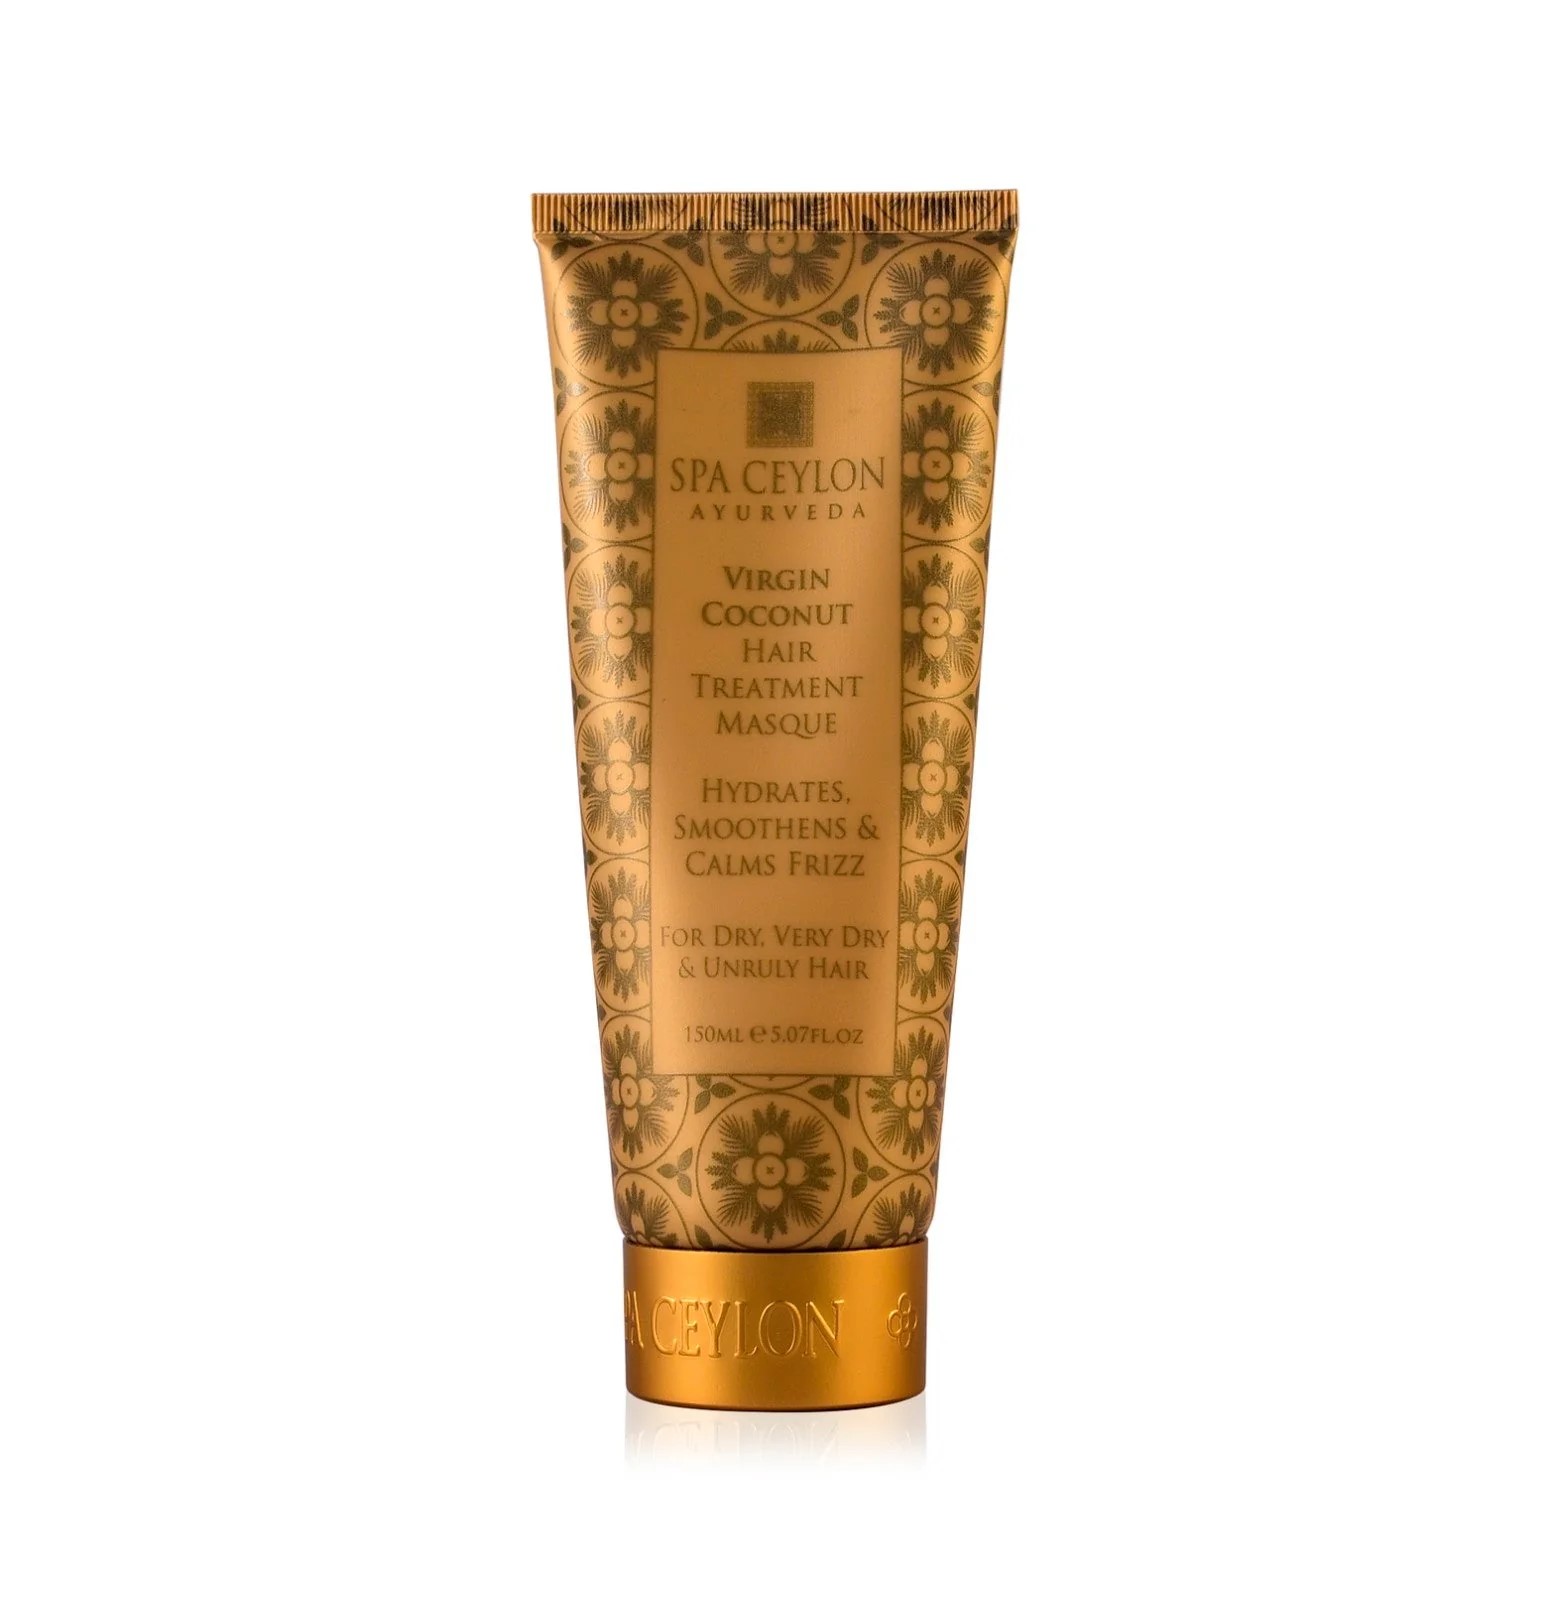 SPA CEYLON
AYURVEDA
VIRGIN
COCONUT
HAIR
TREATMENT
MASQUE
HYDRATES,
SMOOTHENS &
CALMS FRIZZ
FOR DRY, VERY DRY
& UNRULY HAIR
150ML ℮ 5.07FL.OZ
PA CEYLON